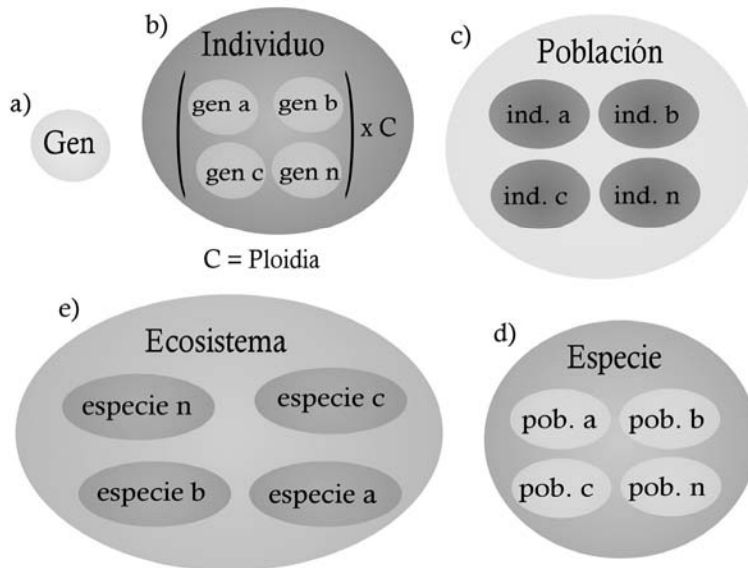 a)
Gen
b)
Individuo
gen a gen b
gen c gen n
x C
C = Ploidia
c)
Población
ind. a ind. b
ind. c ind. n
d)
Especie
pob. a pob. b
pob. c pob. n
e)
Ecosistema
especie n especie c
especie b especie a